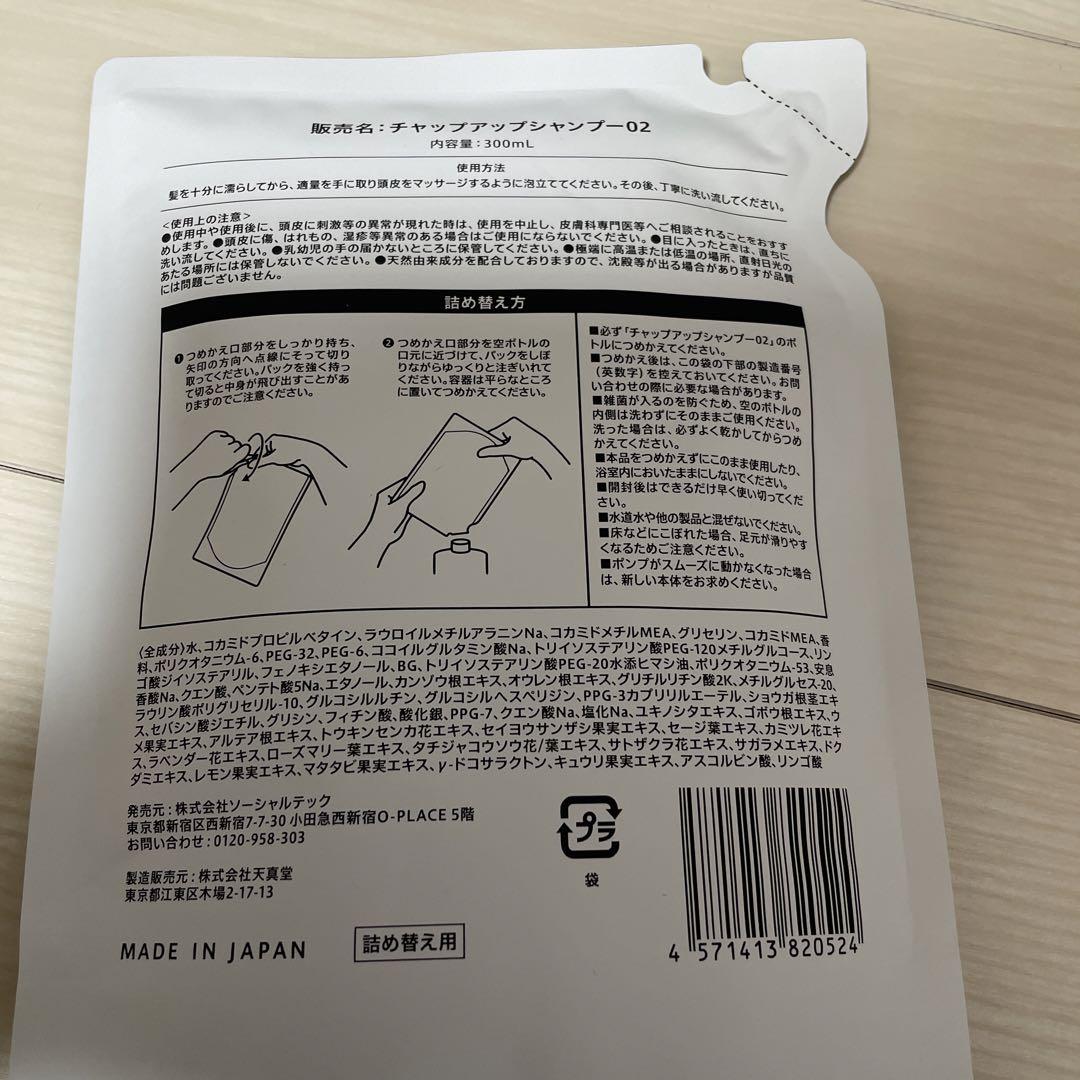 販売名：チャップアップシャンプー02
内容量：300mL
使用方法
髪を十分に濡らしてから、適量を手に取り頭皮をマッサージするように泡立ててください。その後、丁寧に洗い流してください。
<使用上の注意>
●使用中や使用後に、頭皮に刺激等の異常が現れた時は、使用を中止し、皮膚科専門医等へご相談されることをおすす
めします。●頭皮に傷、はれもの、湿疹等異常のある場合はご使用にならないでください。●目に入ったときは、直ちに
洗い流してください。●乳幼児の手の届かないところに保管してください。●極端に高温または低温の場所、直射日光の
あたる場所には保管しないでください。●天然由来成分を配合しておりますので、沈殿等が出る場合がありますが品質
には問題ございません。
詰め替え方
❶つめかえ口部分をしっかり持ち、
矢印の方向へ点線にそって切り
取ってください。パックを強く持っ
て切ると中身が飛び出すことがあ
りますのでご注意ください。
❷つめかえ口部分を空ボトルの
口元に近づけて、パックをしぼ
りながらゆっくりと注ぎいれて
ください。容器は平らなところ
に置いてつめかえてください。
■必ず「チャップアップシャンプー02」のボ
トルにつめかえてください。
■つめかえ後は、この袋の下部の製造番号
（英数字）を控えておいてください。お問
い合わせの際に必要な場合があります。
■雑菌が入るのを防ぐため、空のボトルの
内側は洗わずにそのままご使用ください。
洗った場合は、必ずよく乾かしてからつめ
かえてください。
■本品をつめかえずにこのまま使用したり、
浴室内においたままにしないでください。
■開封後はできるだけ早く使い切ってくだ
さい。
■水道水や他の製品と混ぜないでください。
■床などにこぼれた場合、足元が滑りやす
くなるためご注意ください。
■ポンプがスムーズに動かなくなった場合
は、新しい本体をお求めください。
〈全成分〉水、コカミドプロピルベタイン、ラウロイルメチルアラニンNa、コカミドメチルMEA、グリセリン、コカミドMEA、香
料、ポリクオタニウム-6、PEG-32、PEG-6、ココイルグルタミン酸Na、トリイソステアリン酸PEG-120メチルグルコース、リン
ゴ酸ジイソステアリル、フェノキシエタノール、BG、トリイソステアリン酸PEG-20水添ヒマシ油、ポリクオタニウム-53、安息
香酸Na、クエン酸、ペンテト酸5Na、エタノール、カンゾウ根エキス、オウレン根エキス、グリチルリチン酸2K、メチルグルセス-20、
ラウリン酸ポリグリセリル-10、グルコシルルチン、グルコシルヘスペリジン、PPG-3カプリリルエーテル、ショウガ根茎エキ
ス、セバシン酸ジエチル、グリシン、フィチン酸、酸化銀、PPG-7、クエン酸Na、塩化Na、ユキノシタエキス、ゴボウ根エキス、ウ
メ果実エキス、アルテア根エキス、トウキンセンカ花エキス、セイヨウサンザシ果実エキス、セージ葉エキス、カミツレ花エキ
ス、ラベンダー花エキス、ローズマリー葉エキス、タチジャコウソウ花/葉エキス、サトザクラ花エキス、サガラメエキス、ドク
ダミエキス、レモン果実エキス、マタタビ果実エキス、γ-ドコサラクトン、キュウリ果実エキス、アスコルビン酸、リンゴ酸
発売元：株式会社ソーシャルテック
東京都新宿区西新宿7-7-30 小田急西新宿O-PLACE 5階
お問い合わせ：0120-958-303
製造販売元：株式会社天真堂
東京都江東区木場2-17-13
プラ
袋
MADE IN JAPAN
詰め替え用
4 571413 820524